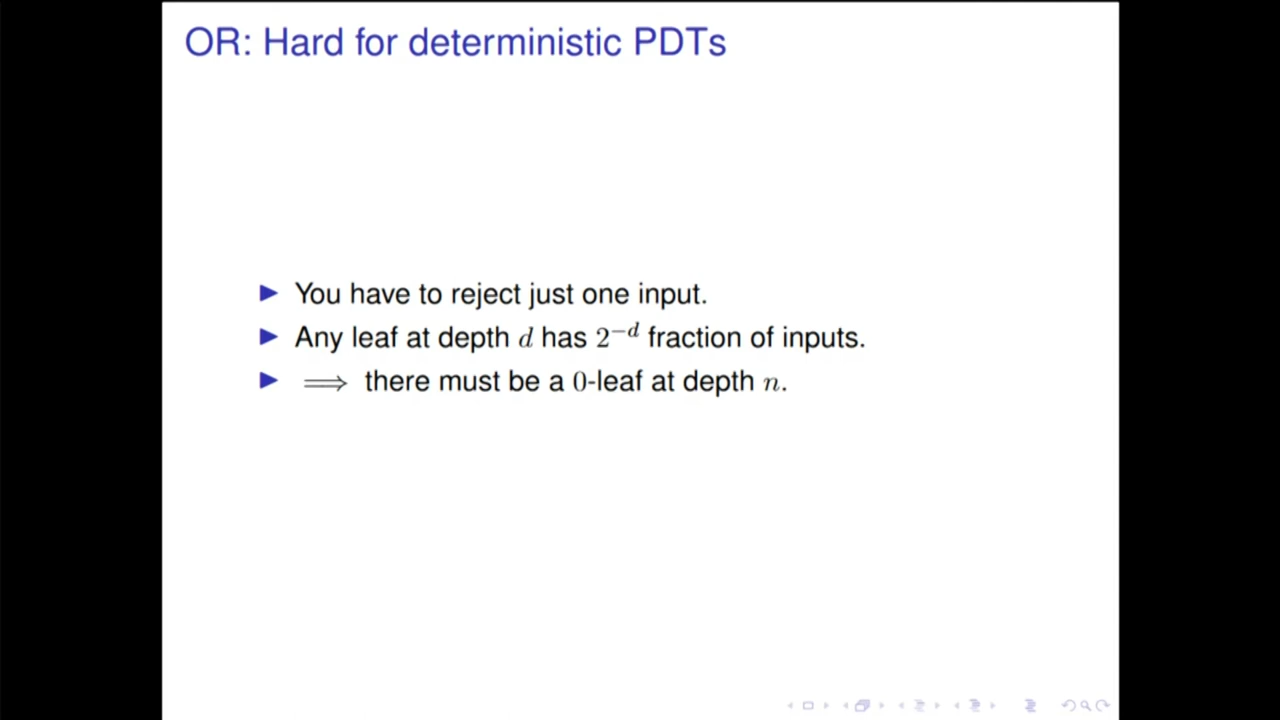 OR: Hard for deterministic PDTs
▶ You have to reject just one input.
▶ Any leaf at depth d has 2^{−d} fraction of inputs.
▶ ⟹ there must be a 0-leaf at depth n.